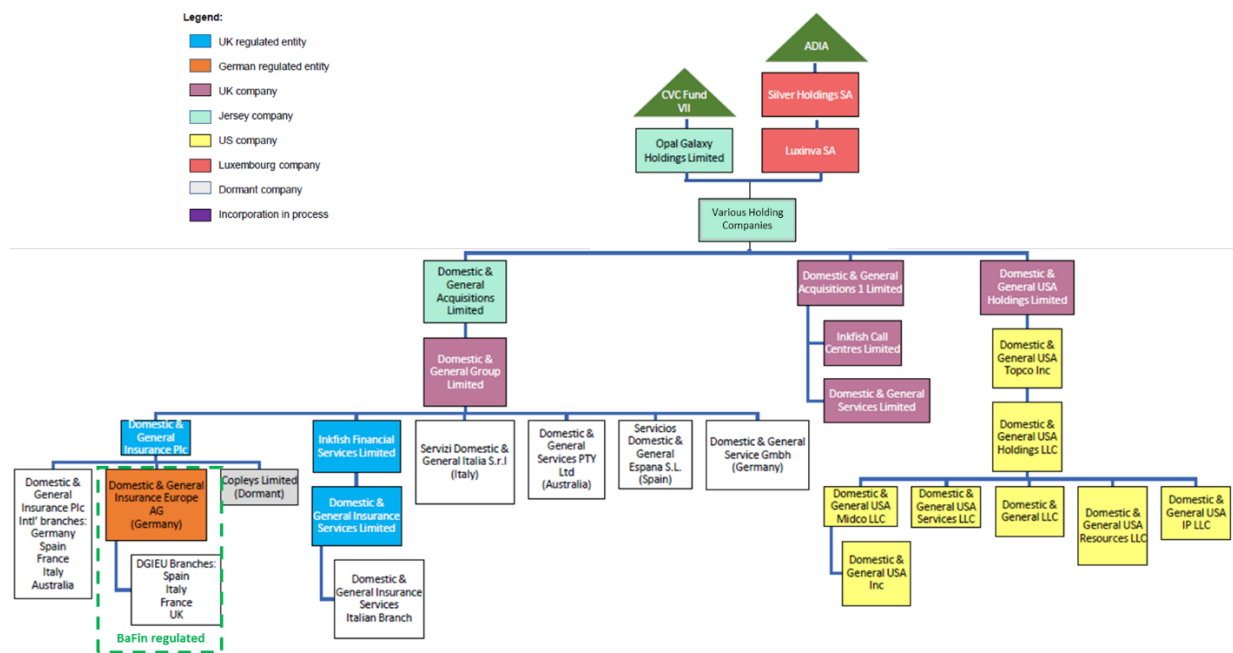 Legend:
UK regulated entity
German regulated entity
UK company
Jersey company
US company
Luxembourg company
Dormant company
Incorporation in process
ADIA
CVC Fund
VII
Silver Holdings SA
Opal Galaxy
Holdings Limited
Luxinva SA
Various Holding
Companies
Domestic &
General
Acquisitions
Limited
Domestic & General
Acquisitions 1 Limited
Domestic &
General USA
Holdings Limited
Inkfish Call
Centres Limited
Domestic &
General USA
Topco Inc
Domestic &
General Group
Limited
Domestic & General
Services Limited
Domestic &
General USA
Holdings LLC
Domestic &
General
Insurance Plc
Inkfish Financial
Services Limited
Servizi Domestic &
General Italia S.r.l
(Italy)
Domestic &
General
Services PTY
Ltd
(Australia)
Servicios
Domestic &
General
Espana S.L.
(Spain)
Domestic & General
Service Gmbh
(Germany)
Domestic &
General
Insurance Plc
Intl’ branches:
Germany
Spain
France
Italy
Australia
Domestic & General
Insurance Europe
AG
(Germany)
Copleys Limited
(Dormant)
Domestic &
General Insurance
Services Limited
Domestic &
General USA
Midco LLC
Domestic &
General USA
Services LLC
Domestic &
General LLC
Domestic &
General USA
Resources LLC
Domestic &
General USA
IP LLC
DGIEU Branches:
Spain
Italy
France
UK
Domestic &
General Insurance
Services
Italian Branch
Domestic &
General USA
Inc
BaFin regulated